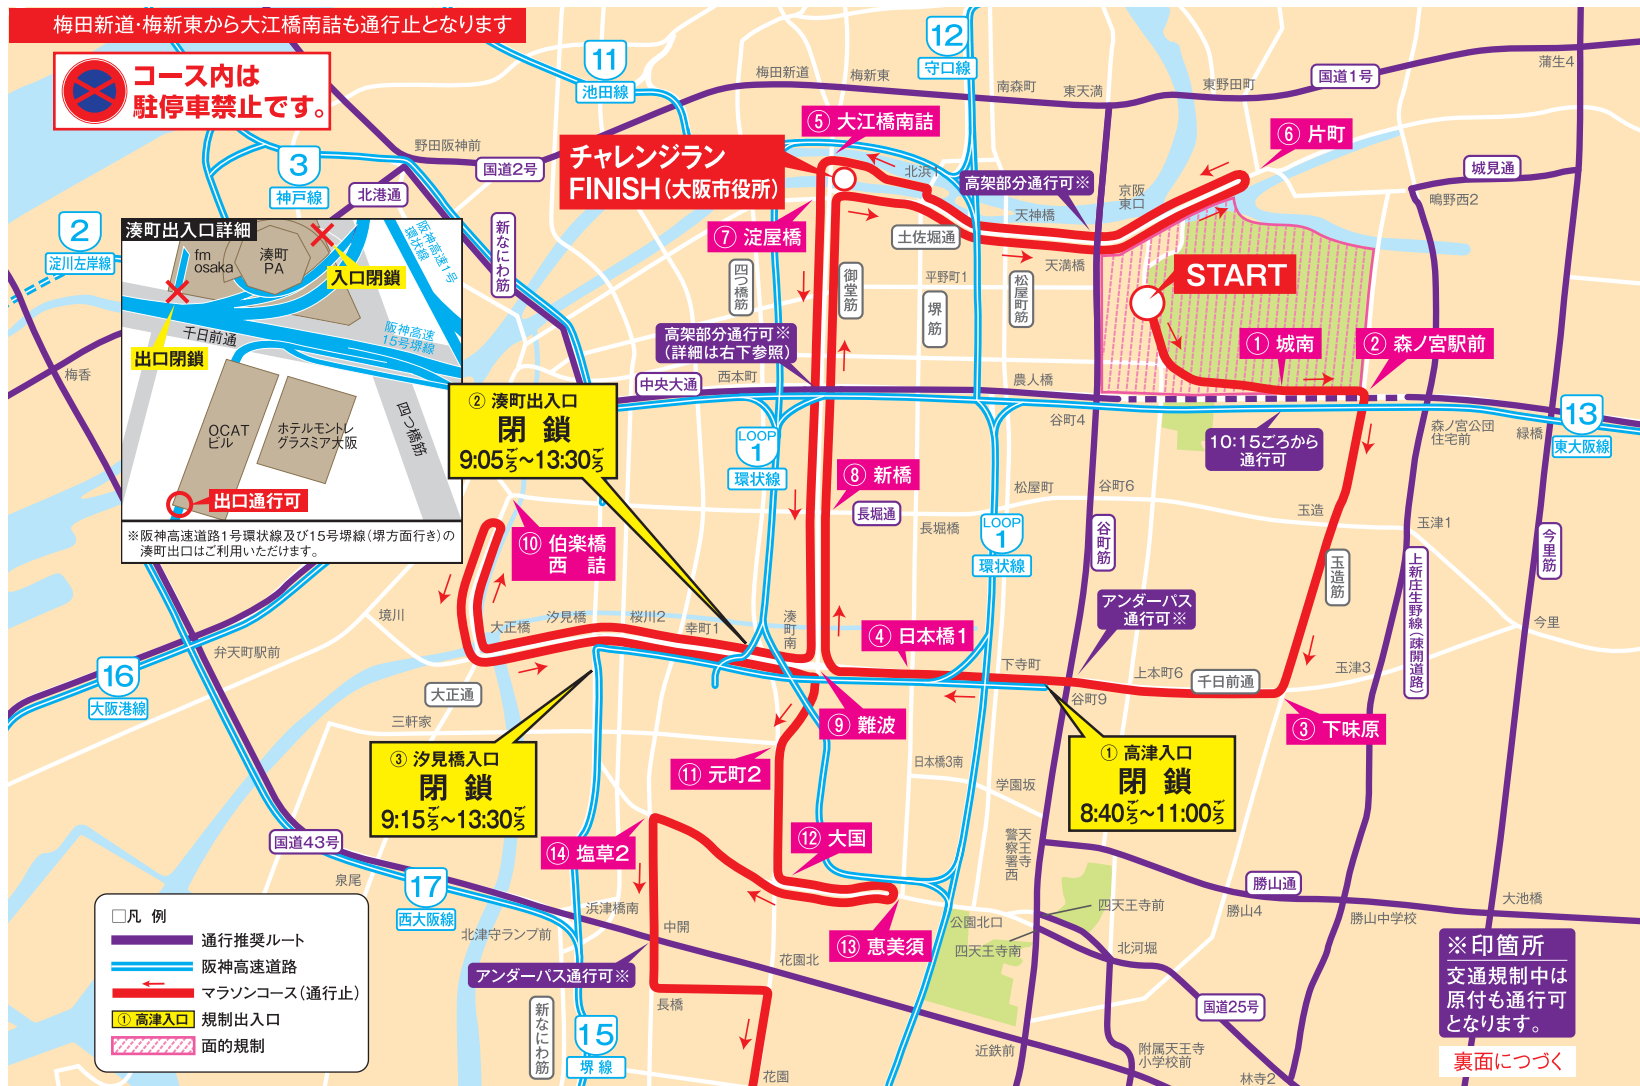 梅田新道・梅新東から大江橋南詰も通行止となります
コース内は
駐停車禁止です。
11
池田線
12
守口線
梅田新道
梅新東
南森町
東天満
東野田町
国道1号
蒲生4
3
神戸線
野田阪神前
国道2号
北港通
チャレンジラン
FINISH(大阪市役所)
⑤ 大江橋南詰
⑥ 片町
城見通
鴫野西2
北浜1
高架部分通行可※
京阪
東口
天神橋
土佐堀通
天満橋
⑦ 淀屋橋
新なにわ筋
2
淀川左岸線
湊町出入口詳細
fm
osaka
湊町
PA
阪神高速1号
環状線
入口閉鎖
千日前通
阪神高速
15号堺線
出口閉鎖
OCAT
ビル
ホテルモントレ
グラスミア大阪
四つ橋筋
出口通行可
※阪神高速道路1号環状線及び15号堺線(堺方面行き)の
湊町出口はご利用いただけます。
梅香
四つ橋筋
御堂筋
平野町1
堺筋
松屋町筋
START
高架部分通行可※
(詳細は右下参照)
① 城南
② 森ノ宮駅前
中央大通
西本町
農人橋
谷町4
10:15ごろから
通行可
森ノ宮公団
住宅前
緑橋
13
東大阪線
② 湊町出入口
閉鎖
9:05ごろ~13:30ごろ
LOOP
1
環状線
⑧ 新橋
長堀通
長堀橋
松屋町
谷町6
玉造
玉津1
LOOP
1
環状線
谷町筋
玉造筋
上新庄生野線(疎開道路)
今里筋
⑩ 伯楽橋
西 詰
アンダーパス
通行可※
今里
境川
大正橋
汐見橋
桜川2
幸町1
湊町南
④ 日本橋1
下寺町
上本町6
千日前通
玉津3
弁天町駅前
16
大阪港線
大正通
三軒家
谷町9
⑨ 難波
③ 下味原
③ 汐見橋入口
閉鎖
9:15ごろ~13:30ごろ
⑪ 元町2
日本橋3南
学園坂
① 高津入口
閉鎖
8:40ごろ~11:00ごろ
国道43号
⑭ 塩草2
⑫ 大国
天王寺
警察署西
泉尾
17
西大阪線
勝山通
大池橋
浜津橋南
北津守ランプ前
中開
公園北口
四天王寺前
勝山4
勝山中学校
⑬ 恵美須
四天王寺南
北河堀
花園北
アンダーパス通行可※
長橋
新なにわ筋
15
堺 線
国道25号
近鉄前
附属天王寺
小学校前
林寺2
花園
□凡 例
通行推奨ルート
阪神高速道路
マラソンコース(通行止)
① 高津入口
規制出入口
面的規制
※印箇所
交通規制中は
原付も通行可
となります。
裏面につづく